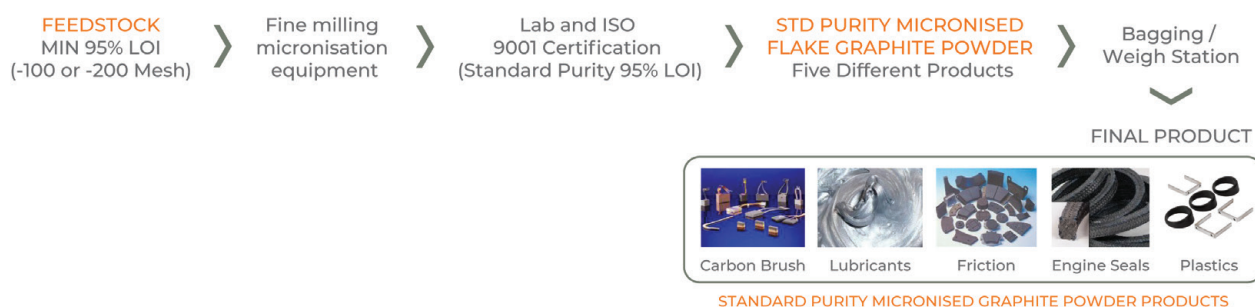 FEEDSTOCK
MIN 95% LOI
(-100 or -200 Mesh)
Fine milling
micronisation
equipment
Lab and ISO
9001 Certification
(Standard Purity 95% LOI)
STD PURITY MICRONISED
FLAKE GRAPHITE POWDER
Five Different Products
Bagging /
Weigh Station
FINAL PRODUCT
Carbon Brush
Lubricants
Friction
Engine Seals
Plastics
STANDARD PURITY MICRONISED GRAPHITE POWDER PRODUCTS